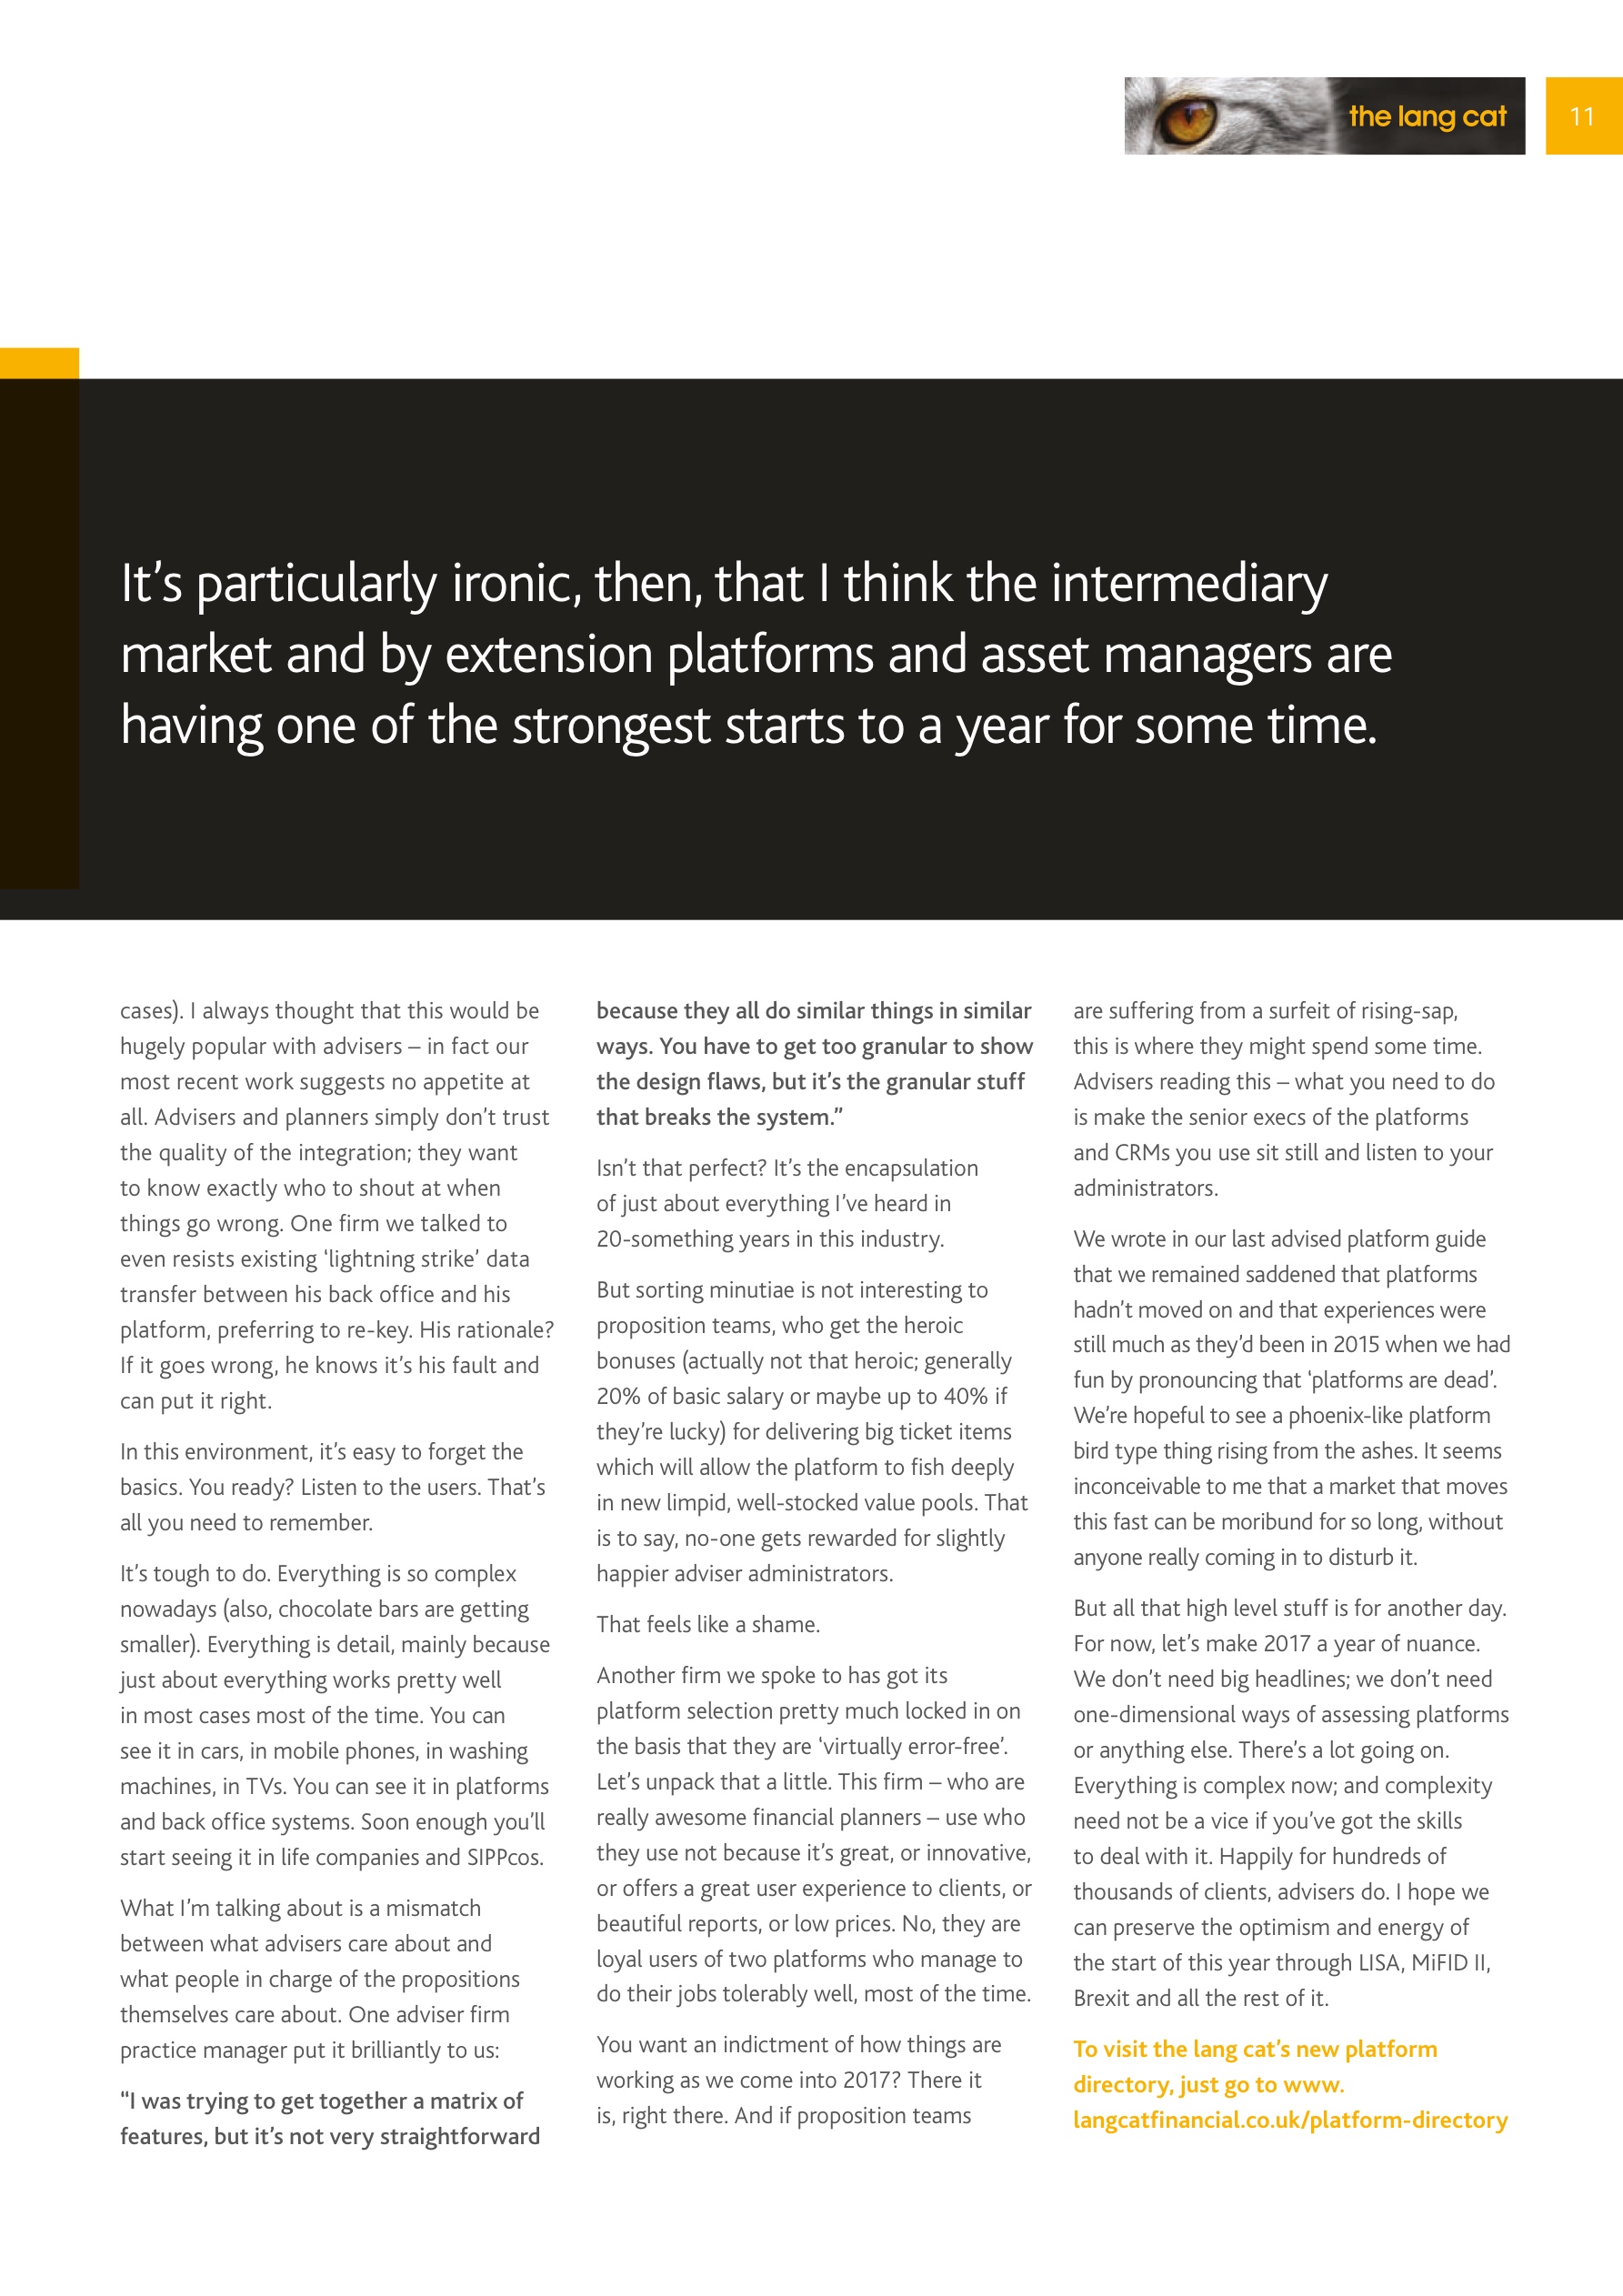 the lang cat
11
It’s particularly ironic, then, that I think the intermediary
market and by extension platforms and asset managers are
having one of the strongest starts to a year for some time.
cases). I always thought that this would be
hugely popular with advisers – in fact our
most recent work suggests no appetite at
all. Advisers and planners simply don’t trust
the quality of the integration; they want
to know exactly who to shout at when
things go wrong. One firm we talked to
even resists existing ‘lightning strike’ data
transfer between his back office and his
platform, preferring to re-key. His rationale?
If it goes wrong, he knows it’s his fault and
can put it right.
In this environment, it’s easy to forget the
basics. You ready? Listen to the users. That’s
all you need to remember.
It’s tough to do. Everything is so complex
nowadays (also, chocolate bars are getting
smaller). Everything is detail, mainly because
just about everything works pretty well
in most cases most of the time. You can
see it in cars, in mobile phones, in washing
machines, in TVs. You can see it in platforms
and back office systems. Soon enough you’ll
start seeing it in life companies and SIPPcos.
What I’m talking about is a mismatch
between what advisers care about and
what people in charge of the propositions
themselves care about. One adviser firm
practice manager put it brilliantly to us:
“I was trying to get together a matrix of
features, but it’s not very straightforward
because they all do similar things in similar
ways. You have to get too granular to show
the design flaws, but it’s the granular stuff
that breaks the system.”
Isn’t that perfect? It’s the encapsulation
of just about everything I’ve heard in
20-something years in this industry.
But sorting minutiae is not interesting to
proposition teams, who get the heroic
bonuses (actually not that heroic; generally
20% of basic salary or maybe up to 40% if
they’re lucky) for delivering big ticket items
which will allow the platform to fish deeply
in new limpid, well-stocked value pools. That
is to say, no-one gets rewarded for slightly
happier adviser administrators.
That feels like a shame.
Another firm we spoke to has got its
platform selection pretty much locked in on
the basis that they are ‘virtually error-free’.
Let’s unpack that a little. This firm – who are
really awesome financial planners – use who
they use not because it’s great, or innovative,
or offers a great user experience to clients, or
beautiful reports, or low prices. No, they are
loyal users of two platforms who manage to
do their jobs tolerably well, most of the time.
You want an indictment of how things are
working as we come into 2017? There it
is, right there. And if proposition teams
are suffering from a surfeit of rising-sap,
this is where they might spend some time.
Advisers reading this – what you need to do
is make the senior execs of the platforms
and CRMs you use sit still and listen to your
administrators.
We wrote in our last advised platform guide
that we remained saddened that platforms
hadn’t moved on and that experiences were
still much as they’d been in 2015 when we had
fun by pronouncing that ‘platforms are dead’.
We’re hopeful to see a phoenix-like platform
bird type thing rising from the ashes. It seems
inconceivable to me that a market that moves
this fast can be moribund for so long, without
anyone really coming in to disturb it.
But all that high level stuff is for another day.
For now, let’s make 2017 a year of nuance.
We don’t need big headlines; we don’t need
one-dimensional ways of assessing platforms
or anything else. There’s a lot going on.
Everything is complex now; and complexity
need not be a vice if you’ve got the skills
to deal with it. Happily for hundreds of
thousands of clients, advisers do. I hope we
can preserve the optimism and energy of
the start of this year through LISA, MiFID II,
Brexit and all the rest of it.
To visit the lang cat’s new platform
directory, just go to www.
langcatfinancial.co.uk/platform-directory